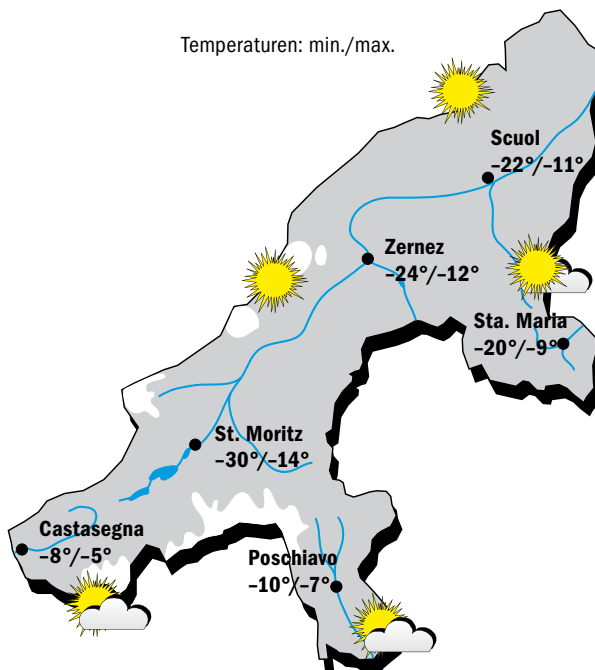 Temperaturen: min./max.
Scuol
–22°/–11°
Zernez
–24°/–12°
Sta. Maria
–20°/–9°
St. Moritz
–30°/–14°
Castasegna
–8°/–5°
Poschiavo
–10°/–7°